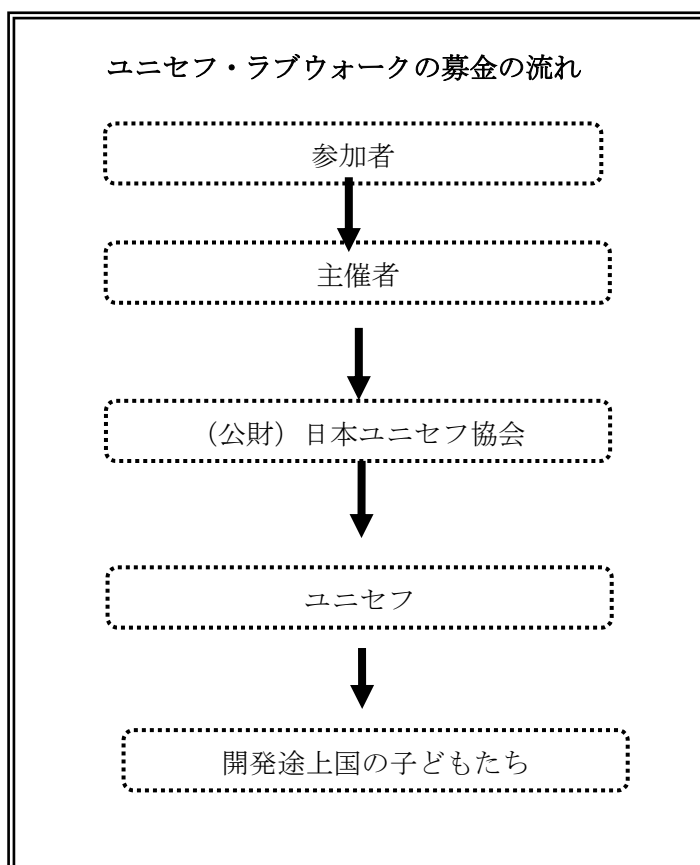 ユニセフ・ラブウォークの募金の流れ
参加者
主催者
（公財）日本ユニセフ協会
ユニセフ
開発途上国の子どもたち